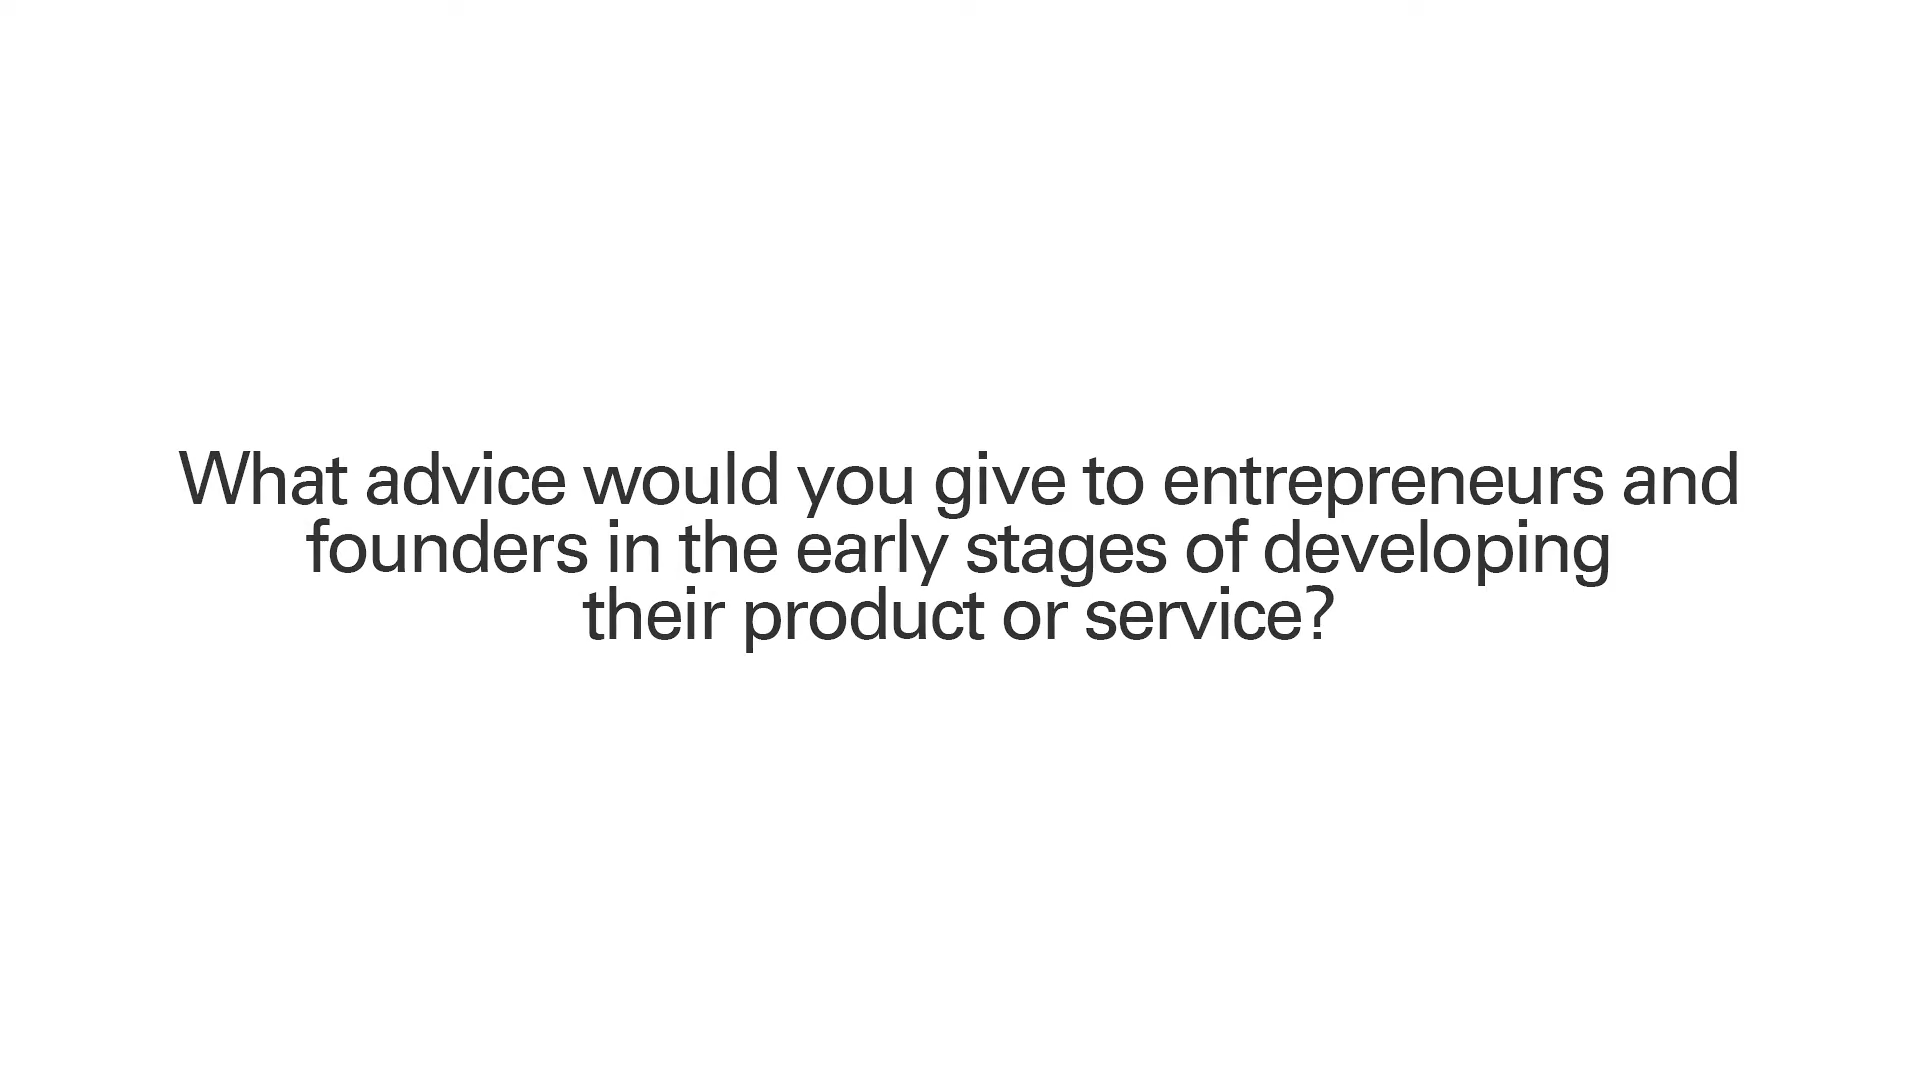 What advice would you give to entrepreneurs and
founders in the early stages of developing
their product or service?